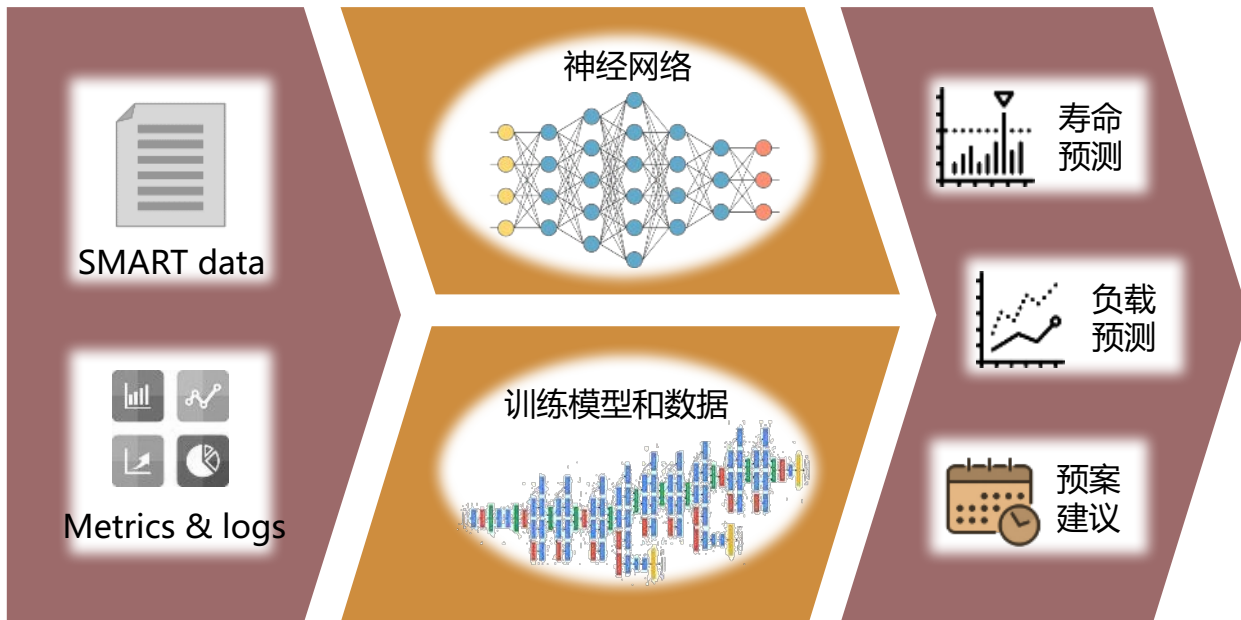 SMART data
Metrics & logs
神经网络
训练模型和数据
寿命
预测
负载
预测
预案
建议